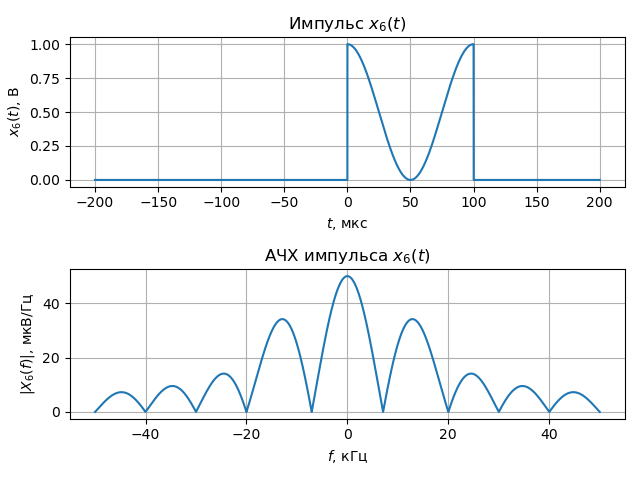 Импульс x₆(t)
x₆(t), В
1.00
0.75
0.50
0.25
0.00
−200 −150 −100 −50 0 50 100 150 200
t, мкс
АЧХ импульса x₆(t)
|X₆(f)|, мкВ/Гц
40
20
0
−40 −20 0 20 40
f, кГц